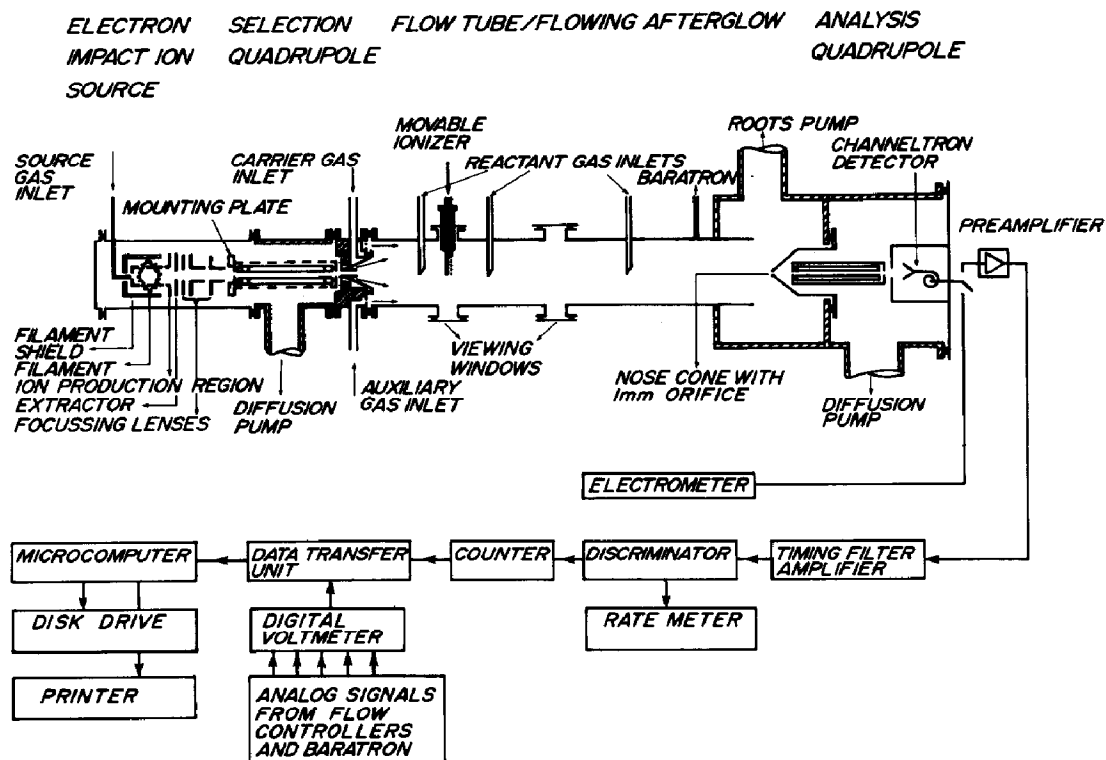 ELECTRON SELECTION FLOW TUBE/FLOWING AFTERGLOW ANALYSIS
IMPACT ION QUADRUPOLE QUADRUPOLE
SOURCE
MOVABLE
IONIZER
ROOTS PUMP
CHANNELTRON
DETECTOR
SOURCE
GAS
INLET
CARRIER GAS
INLET
REACTANT GAS INLETS
BARATRON
MOUNTING PLATE
PREAMPLIFIER
FILAMENT
SHIELD
FILAMENT
ION PRODUCTION REGION
EXTRACTOR
FOCUSSING LENSES
DIFFUSION
PUMP
AUXILIARY
GAS INLET
VIEWING
WINDOWS
NOSE CONE WITH
1mm ORIFICE
DIFFUSION
PUMP
ELECTROMETER
MICROCOMPUTER
DATA TRANSFER
UNIT
COUNTER
DISCRIMINATOR
TIMING FILTER
AMPLIFIER
DISK DRIVE
DIGITAL
VOLTMETER
RATE METER
PRINTER
ANALOG SIGNALS
FROM FLOW
CONTROLLERS
AND BARATRON